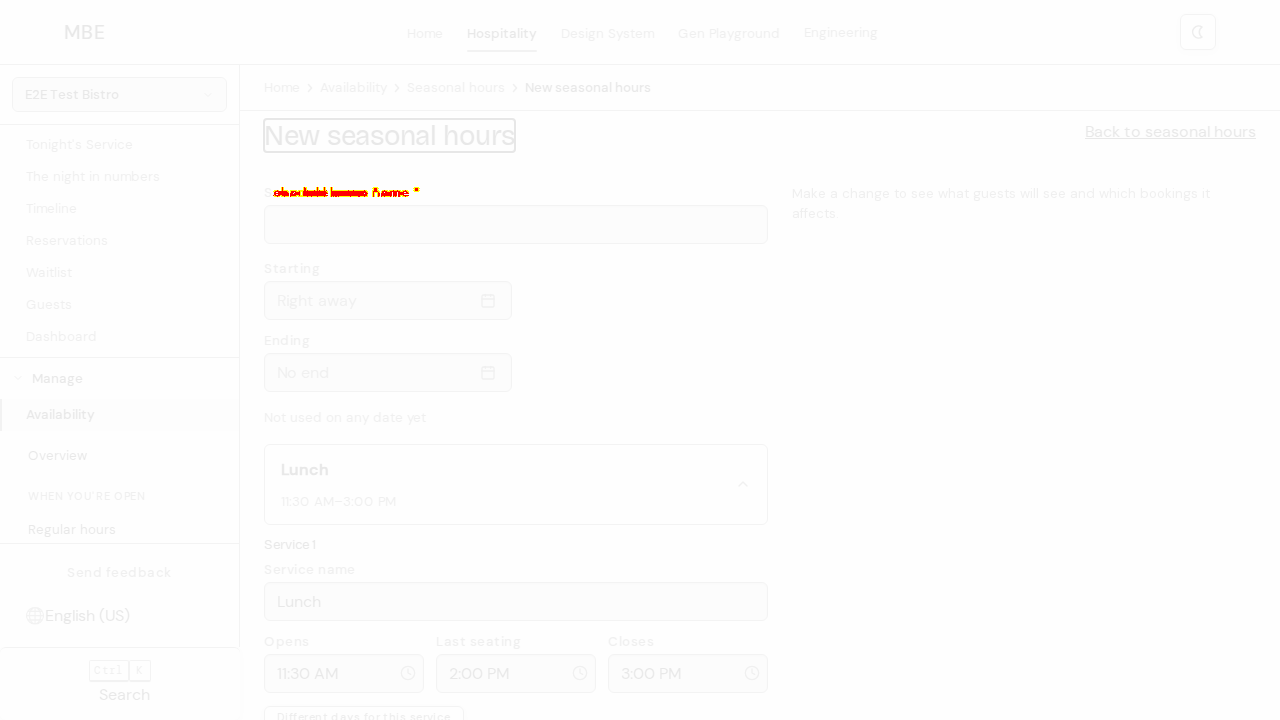 MBE
Home
Hospitality
Design System
Gen Playground
Engineering
E2E Test Bistro
Home > Availability > Seasonal hours > New seasonal hours
Tonight's Service
The night in numbers
Timeline
Reservations
Waitlist
Guests
Dashboard
Manage
Availability
Overview
WHEN YOU'RE OPEN
Regular hours
Send feedback
English (US)
Ctrl K
Search
New seasonal hours
Back to seasonal hours
name *
Make a change to see what guests will see and which bookings it
affects.
Starting
Right away
Ending
No end
Not used on any date yet
Lunch
11:30 AM–3:00 PM
Service 1
Service name
Lunch
Opens
Last seating
Closes
11:30 AM
2:00 PM
3:00 PM
Different days for this service